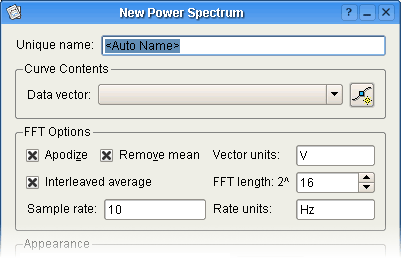 New Power Spectrum
Unique name: <Auto Name>
Curve Contents
Data vector:
FFT Options
Apodize Remove mean Vector units: V
Interleaved average FFT length: 2^ 16
Sample rate: 10 Rate units: Hz
Appearance